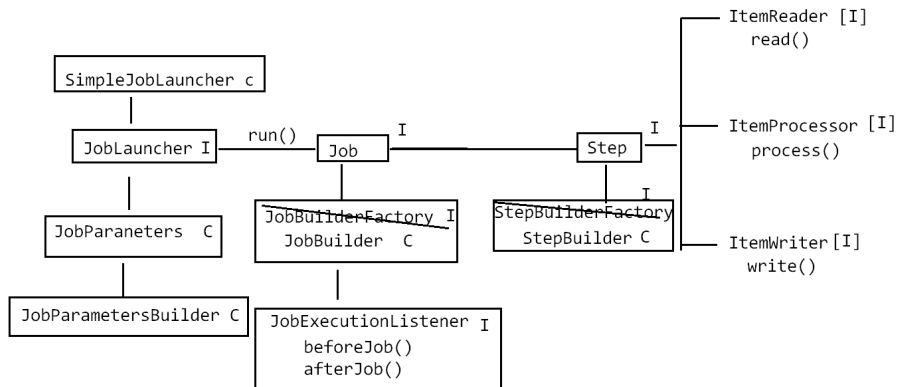 ItemReader [I]
read()
SimpleJobLauncher c
JobLauncher I
run()
Job
I
Step
I
ItemProcessor [I]
process()
JobParaneters C
JobBuilderFactory I
JobBuilder C
I
StepBuilderFactory
StepBuilder C
ItemWriter [I]
write()
JobParametersBuilder C
JobExecutionListener I
beforeJob()
afterJob()